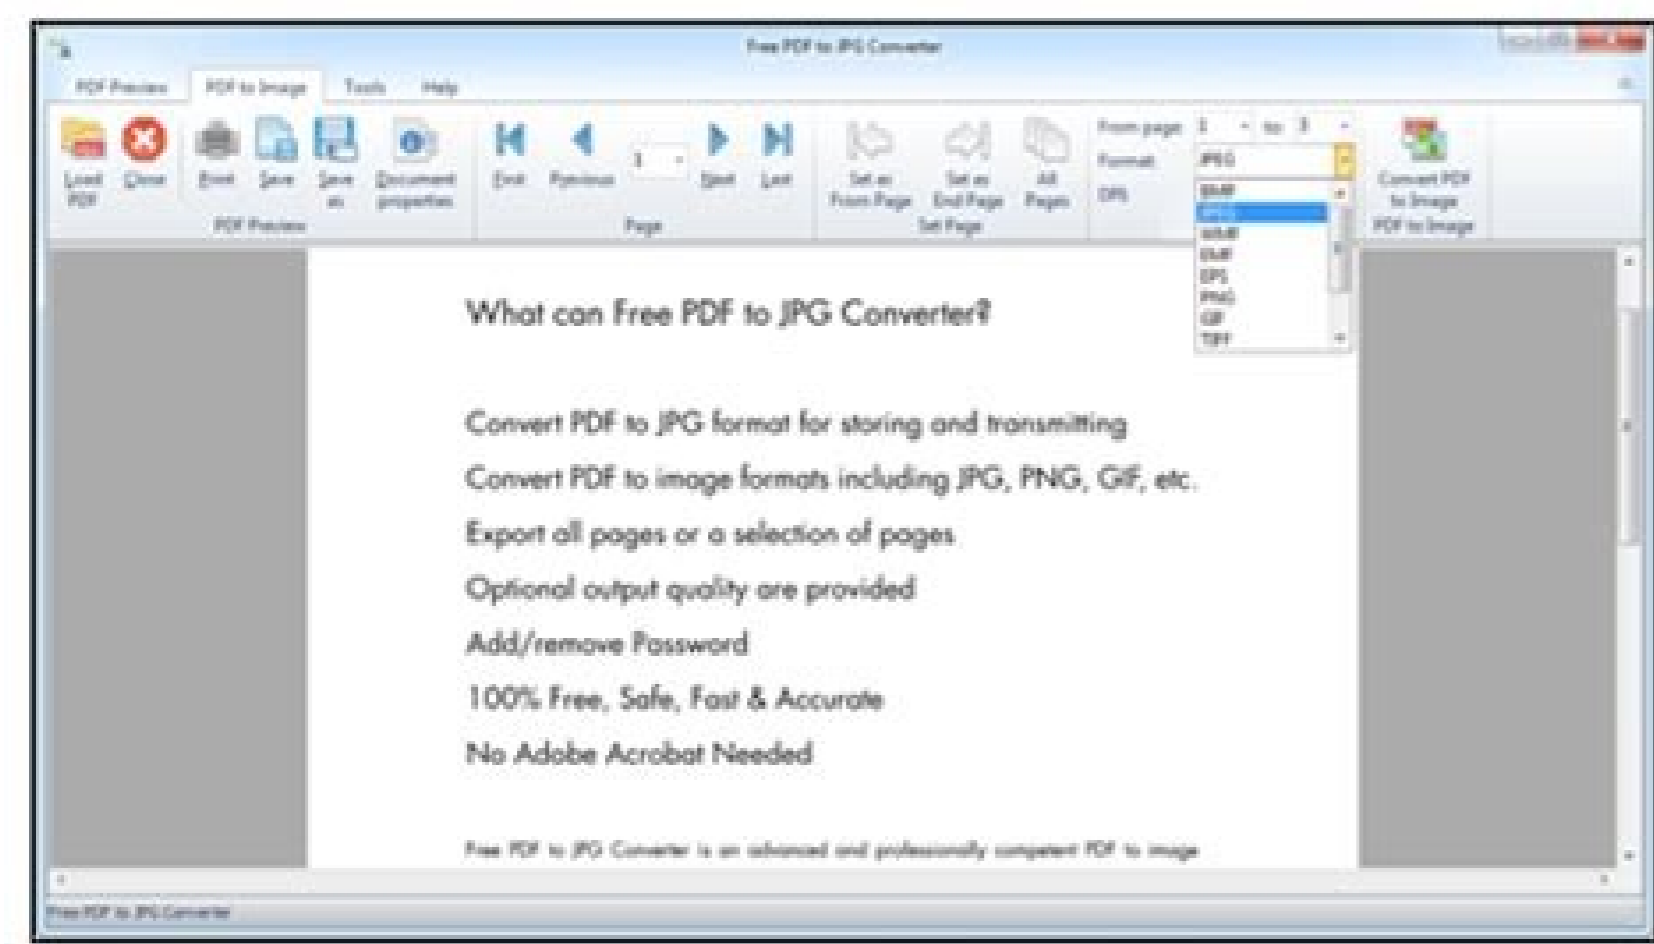 Free PDF to JPG Converter
PDF Preview PDF to Image Tools Help
Load PDF
Close
Print
Save
Save as
Document properties
PDF Preview
First
Previous
1
Next
Last
Page
Set as From Page
Set as End Page
All Pages
Set Page
From page: 1 to 3
Format: JPEG
DPI:
BMP
JPEG
WMF
EMF
EPS
PNG
GIF
TIFF
Convert PDF to Image
PDF to Image
What can Free PDF to JPG Converter?
Convert PDF to JPG format for storing and transmitting
Convert PDF to image formats including JPG, PNG, GIF, etc.
Export all pages or a selection of pages
Optional output quality are provided
Add/remove Password
100% Free, Safe, Fast & Accurate
No Adobe Acrobat Needed
Free PDF to JPG Converter is an advanced and professionally competent PDF to image
Free PDF to JPG Converter